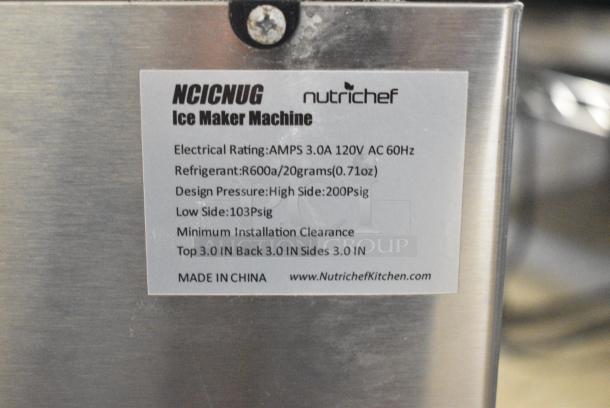 NCICNUG nutrichef
Ice Maker Machine
Electrical Rating:AMPS 3.0A 120V AC 60Hz
Refrigerant:R600a/20grams(0.71oz)
Design Pressure:High Side:200Psig
Low Side:103Psig
Minimum Installation Clearance
Top 3.0 IN Back 3.0 IN Sides 3.0 IN
MADE IN CHINA www.NutrichefKitchen.com
GROUP